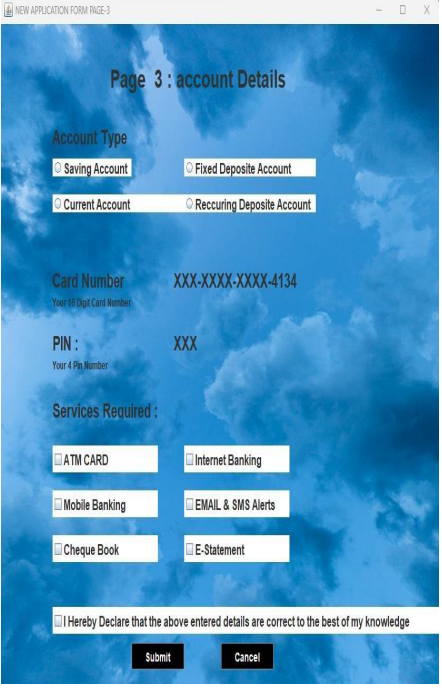 NEW APPLICATION FORM PAGE-3
Page 3 : account Details
Account Type
Saving Account Fixed Deposite Account
Current Account Reccuring Deposite Account
Card Number XXX-XXXX-XXXX-4134
Your 16 Digit Card Number
PIN : XXX
Your 4 Pin Number
Services Required :
ATM CARD Internet Banking
Mobile Banking EMAIL & SMS Alerts
Cheque Book E-Statement
I Hereby Declare that the above entered details are correct to the best of my knowledge
Submit Cancel